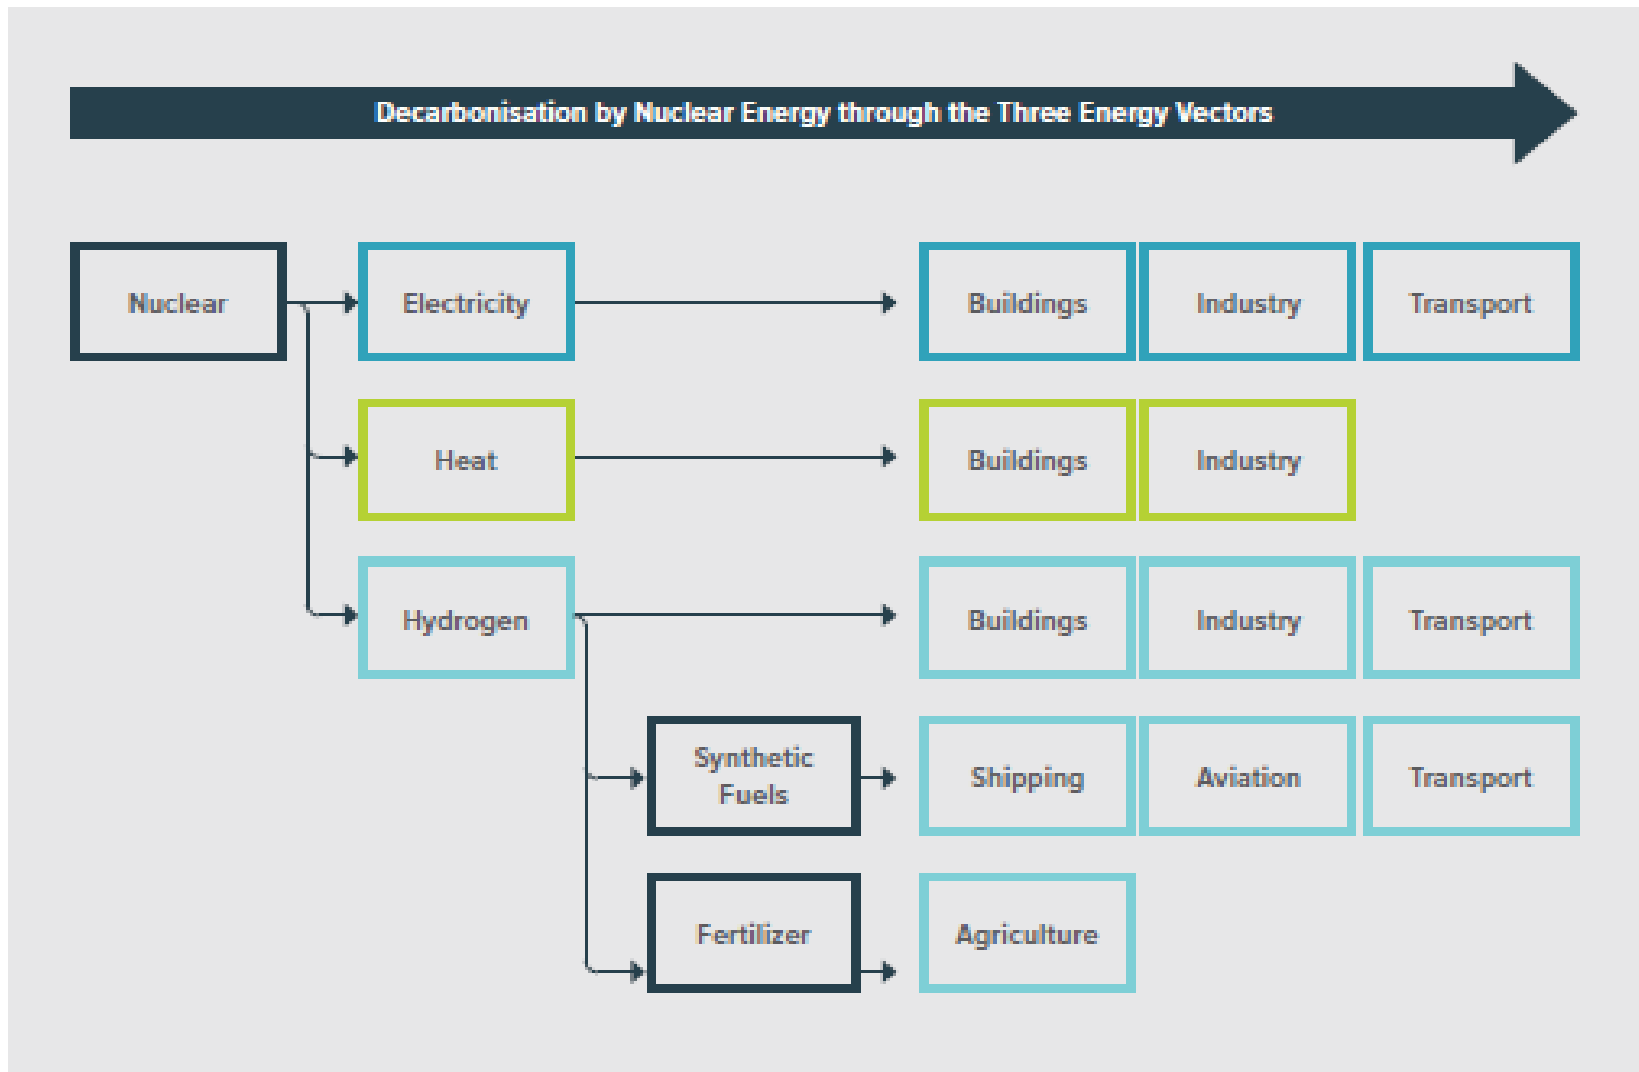 Decarbonisation by Nuclear Energy through the Three Energy Vectors
Nuclear
Electricity
Buildings
Industry
Transport
Heat
Buildings
Industry
Hydrogen
Buildings
Industry
Transport
Synthetic
Fuels
Shipping
Aviation
Transport
Fertilizer
Agriculture